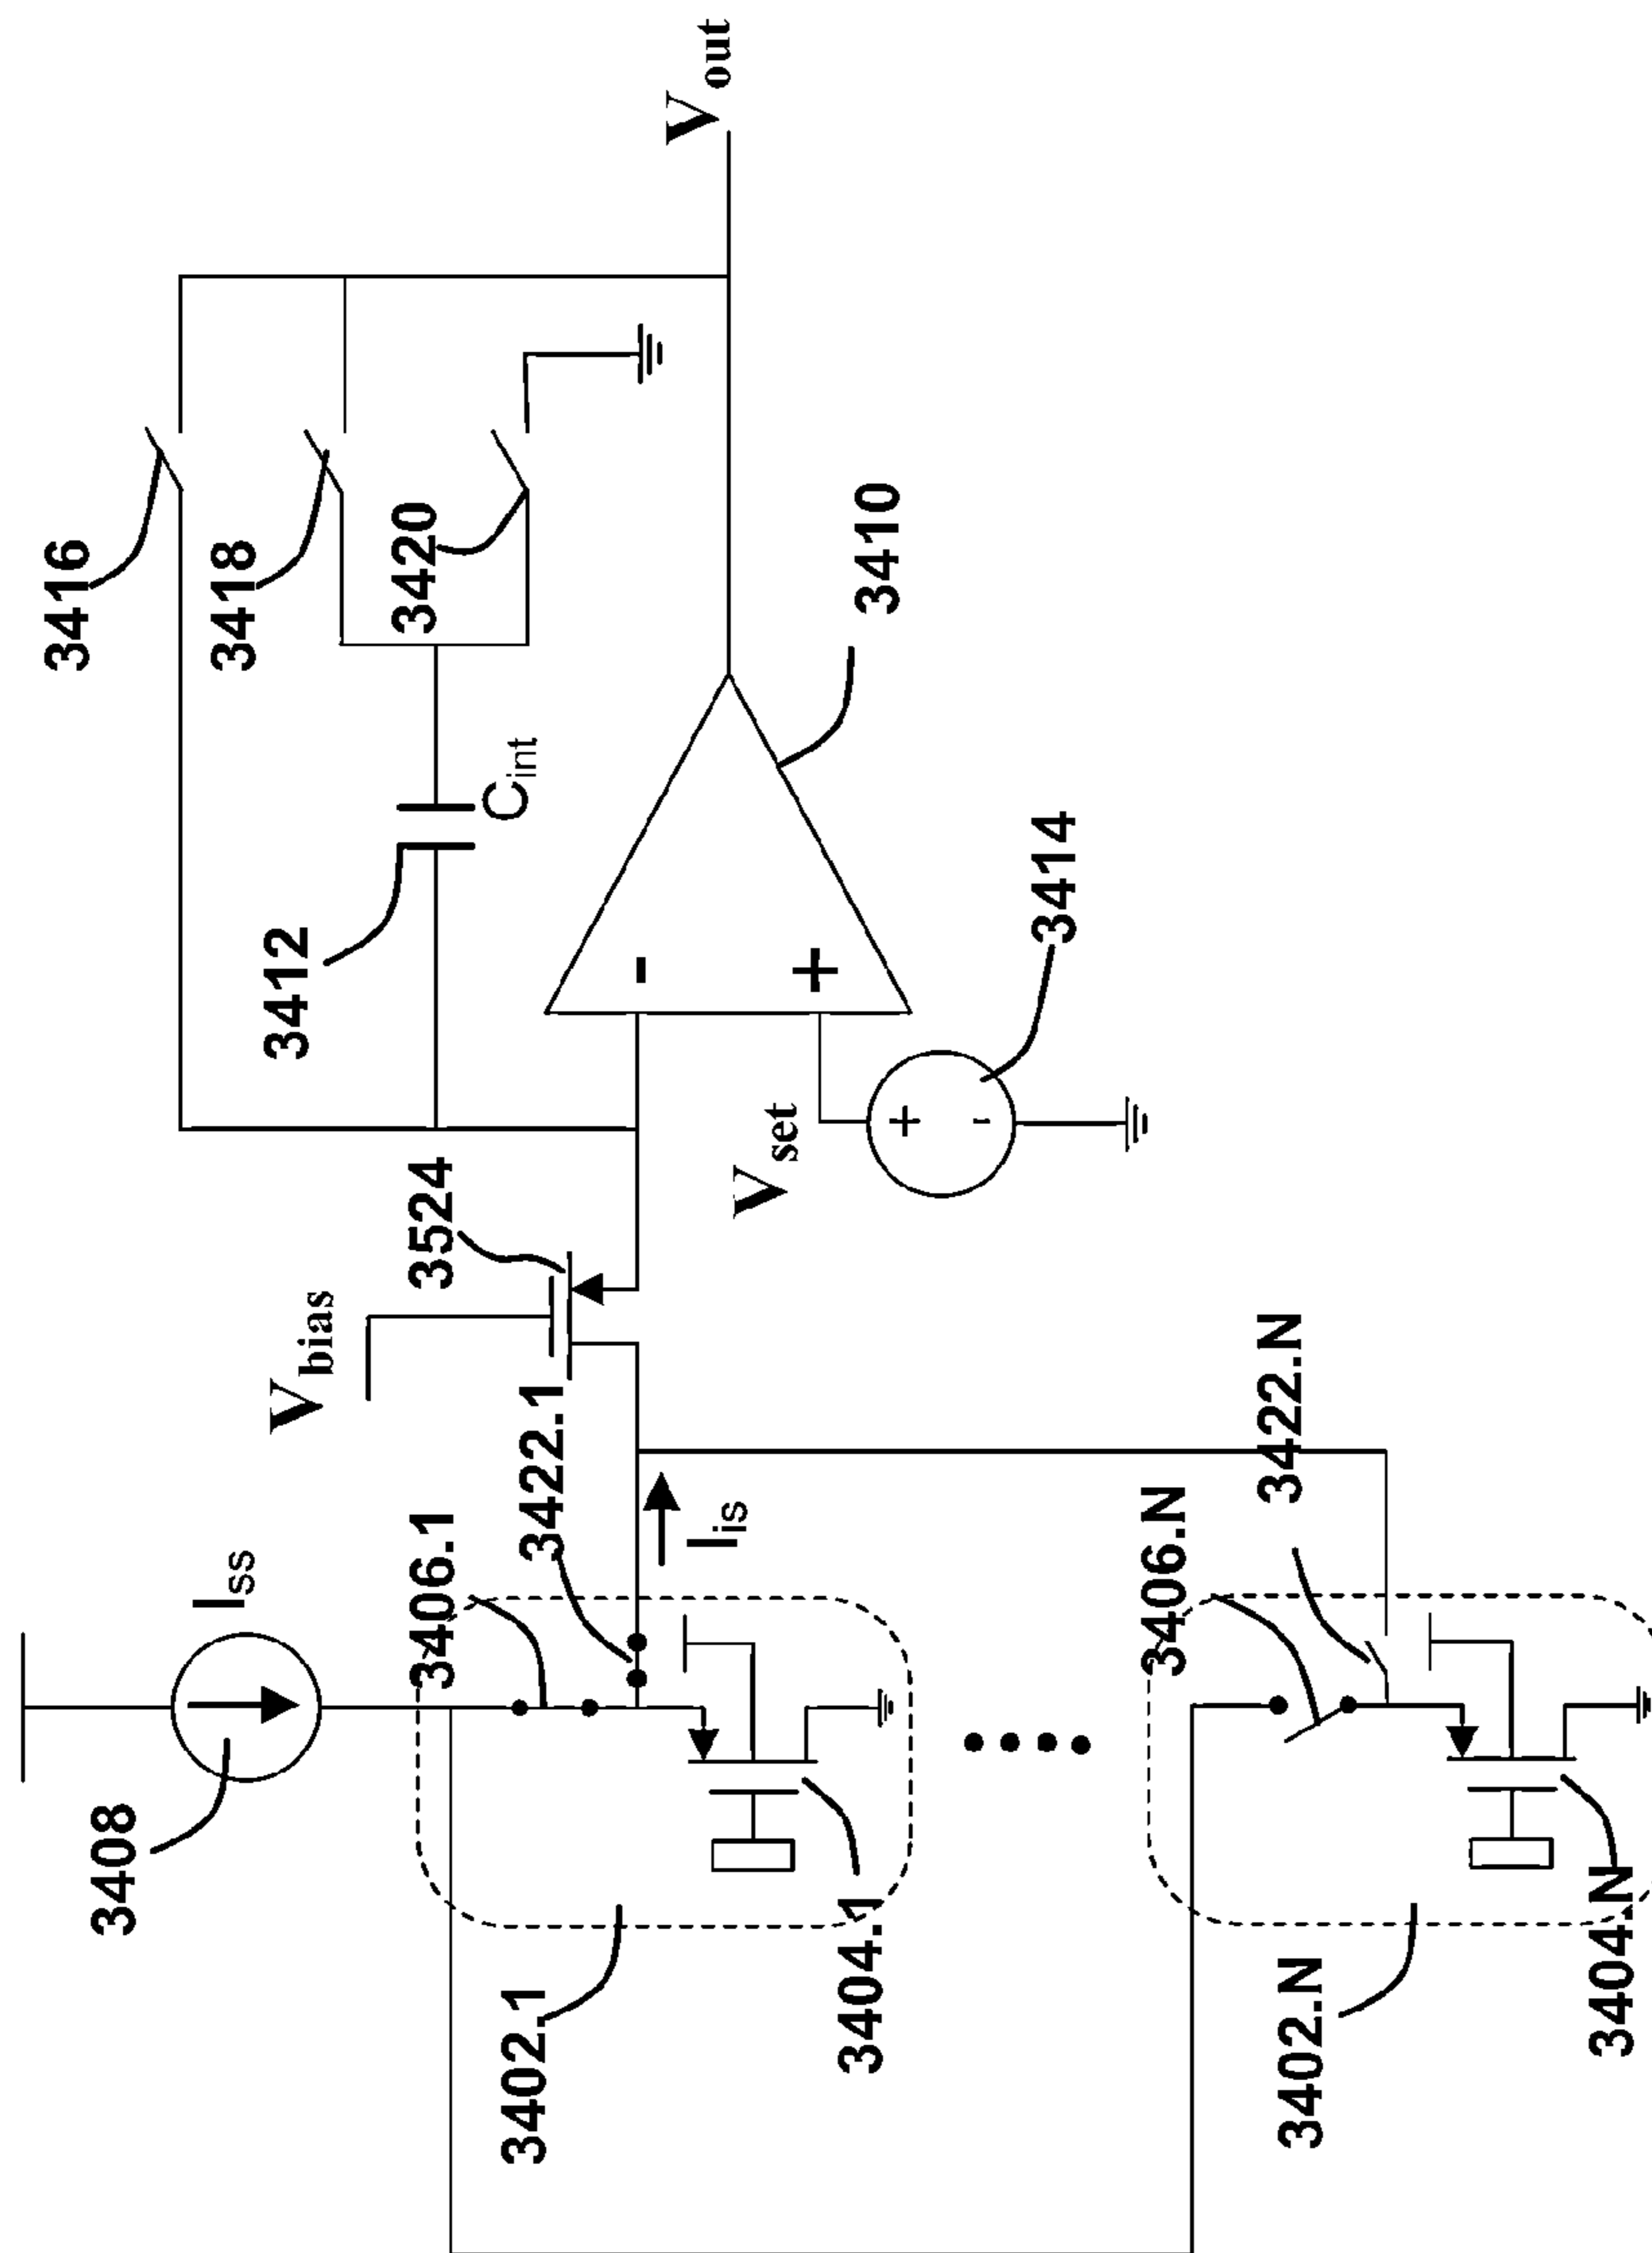 3416
3418
3420
3412
C_int
V_out
3410
3414
V_set
3524
V_bias
3422.1
I_is
3422.N
I_ss
3406.1
3406.N
3408
3402.1
3404.1
3402.N
3404.N
-
+
+
-